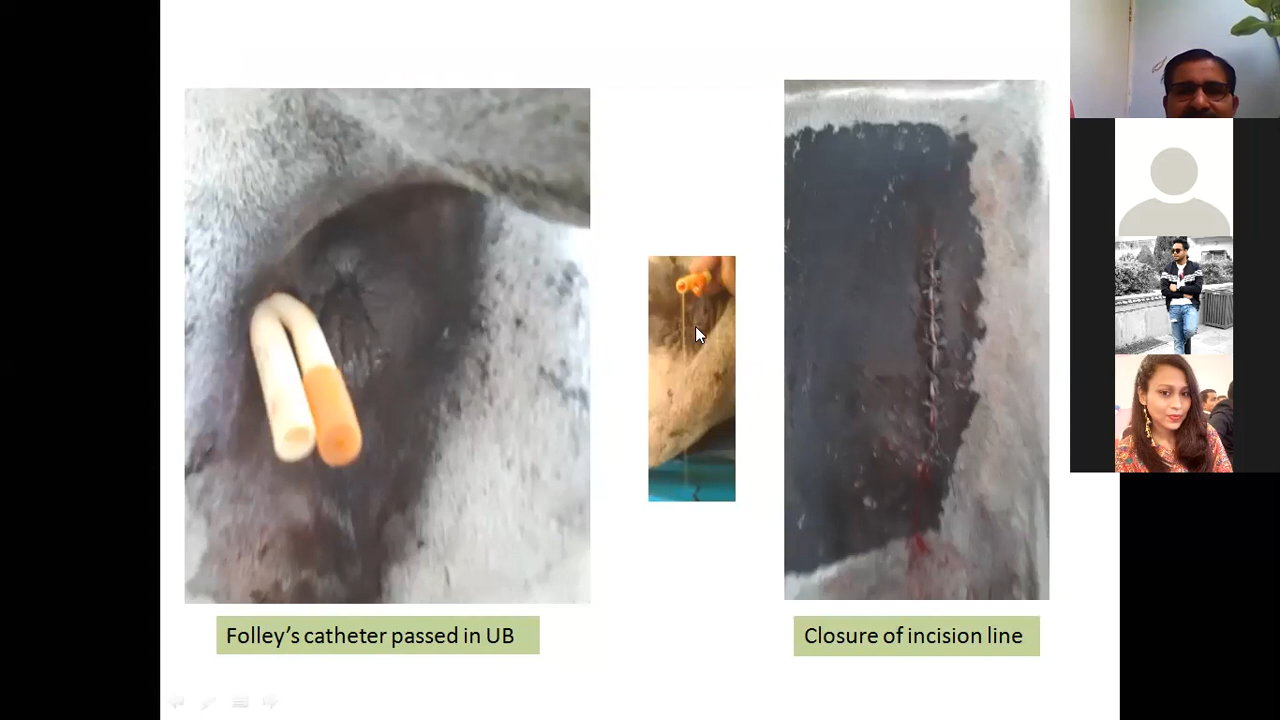 Folley's catheter passed in UB
Closure of incision line